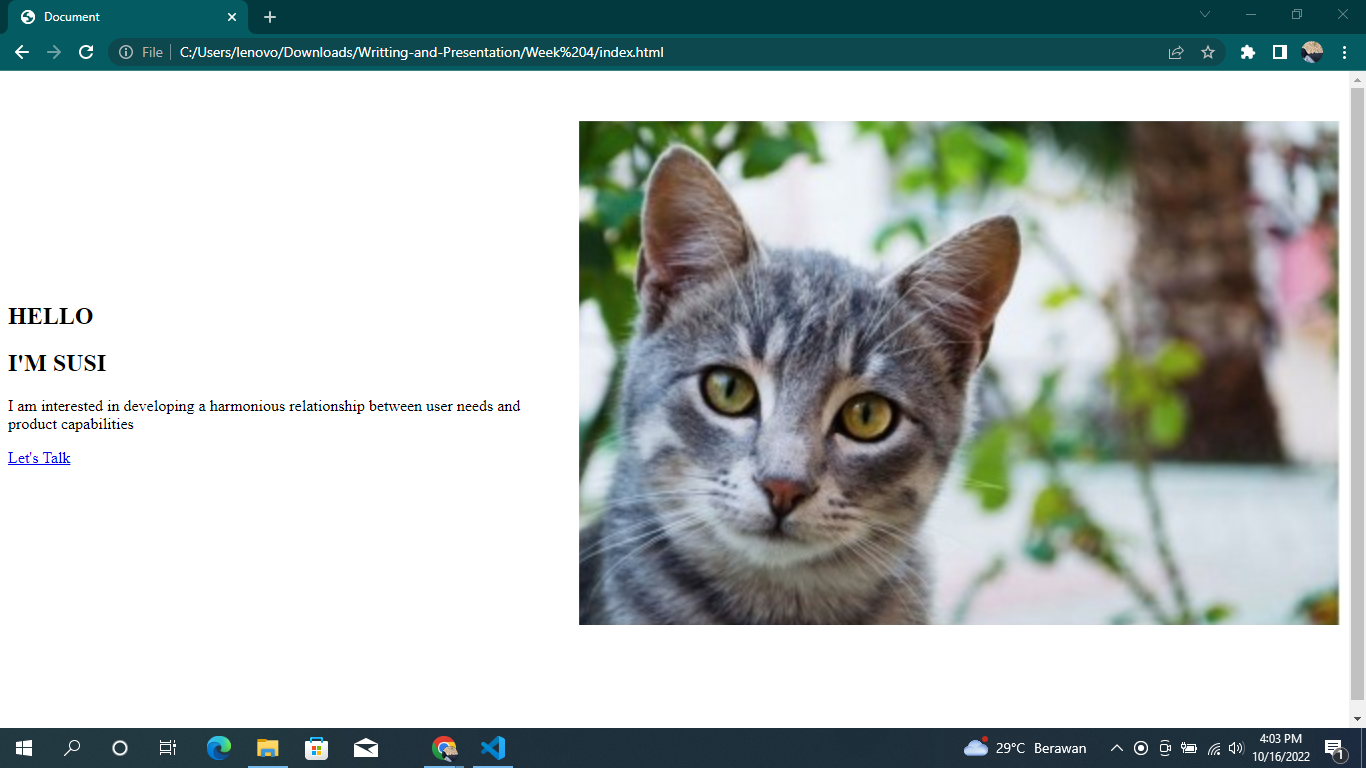 Document
File
C:/Users/lenovo/Downloads/Writting-and-Presentation/Week%204/index.html
HELLO
I'M SUSI
I am interested in developing a harmonious relationship between user needs and
product capabilities
Let's Talk
29°C Berawan
4:03 PM
10/16/2022
1